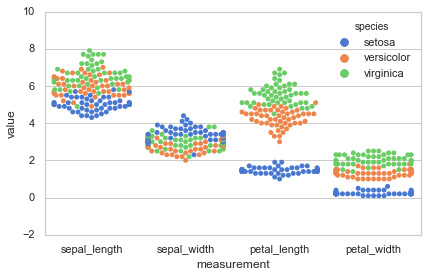 10
8
6
4
2
0
−2
value
species
setosa
versicolor
virginica
sepal_length sepal_width petal_length petal_width
measurement